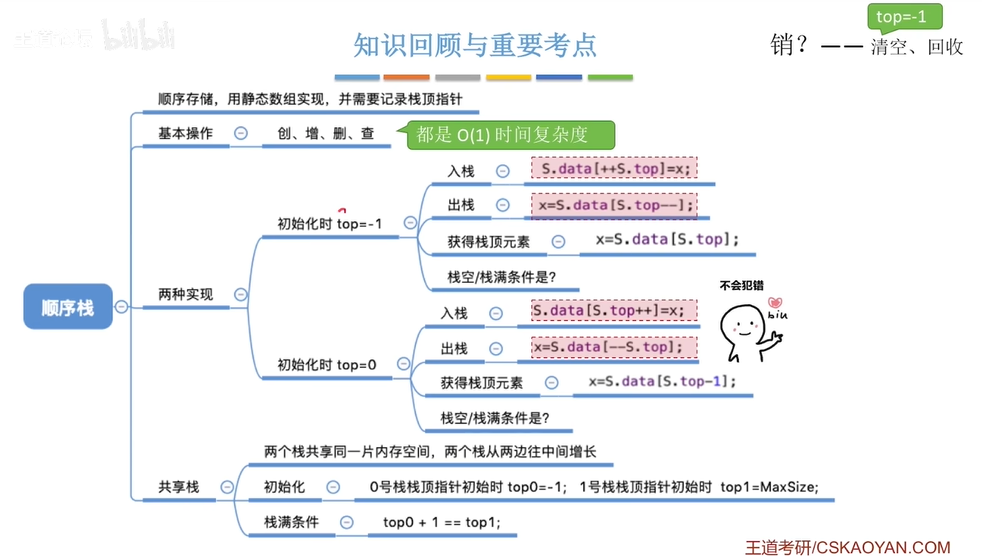 知识回顾与重要考点
top=-1
销？—— 清空、回收
顺序栈
顺序存储，用静态数组实现，并需要记录栈顶指针
基本操作
创、增、删、查
都是 O(1) 时间复杂度
两种实现
初始化时 top=-1
入栈
S.data[++S.top]=x;
出栈
x=S.data[S.top--];
获得栈顶元素
x=S.data[S.top];
栈空/栈满条件是?
初始化时 top=0
入栈
S.data[S.top++]=x;
出栈
x=S.data[--S.top];
获得栈顶元素
x=S.data[S.top-1];
栈空/栈满条件是?
不会犯错
biu
共享栈
两个栈共享同一片内存空间，两个栈从两边往中间增长
初始化
0号栈栈顶指针初始时 top0=-1； 1号栈栈顶指针初始时 top1=MaxSize;
栈满条件
top0 + 1 == top1;
王道考研/CSKAOYAN.COM
bilibili